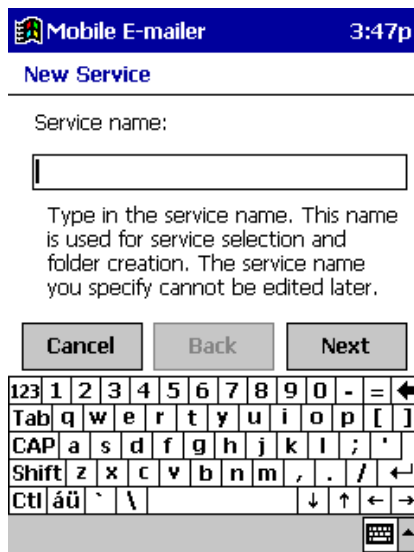 Mobile E-mailer 3:47p
New Service
Service name:
Type in the service name. This name
is used for service selection and
folder creation. The service name
you specify cannot be edited later.
Cancel Back Next
123 1 2 3 4 5 6 7 8 9 0 - = ←
Tab q w e r t y u i o p [ ]
CAP a s d f g h j k l ; '
Shift z x c v b n m , . / ↵
Ctl áü ` \ ↓ ↑ ← →